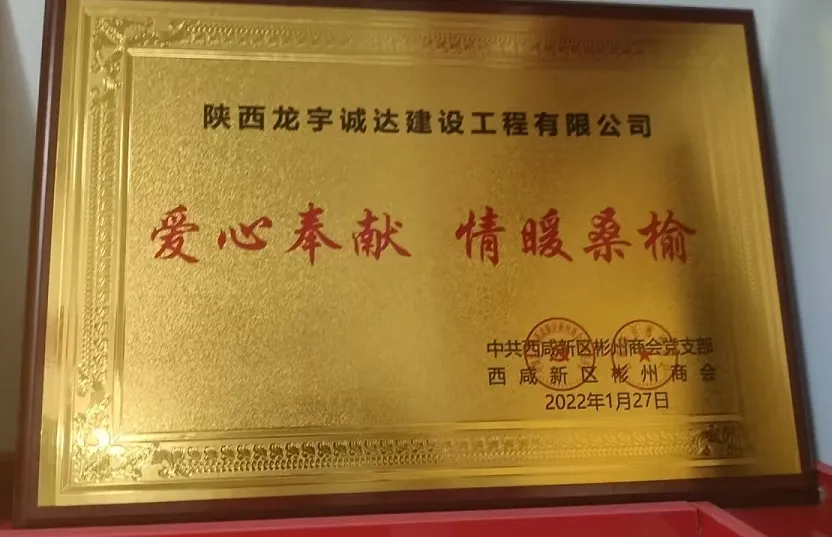 陕西龙宇诚达建设工程有限公司
爱心奉献 情暖桑榆
中共西咸新区彬州商会党支部
西咸新区彬州商会
2022年1月27日